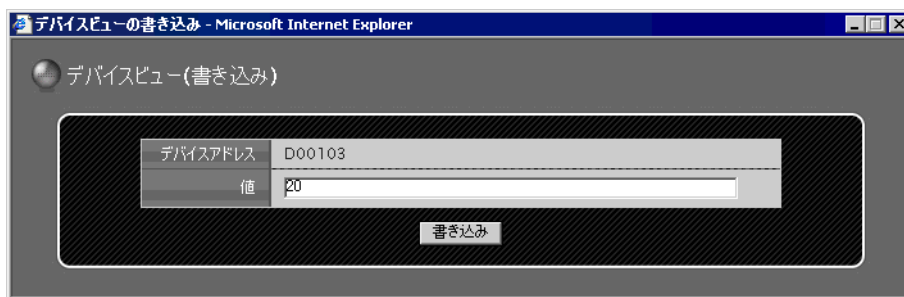 デバイスビューの書き込み - Microsoft Internet Explorer
デバイスビュー(書き込み)
デバイスアドレス D00103
値 20
書き込み